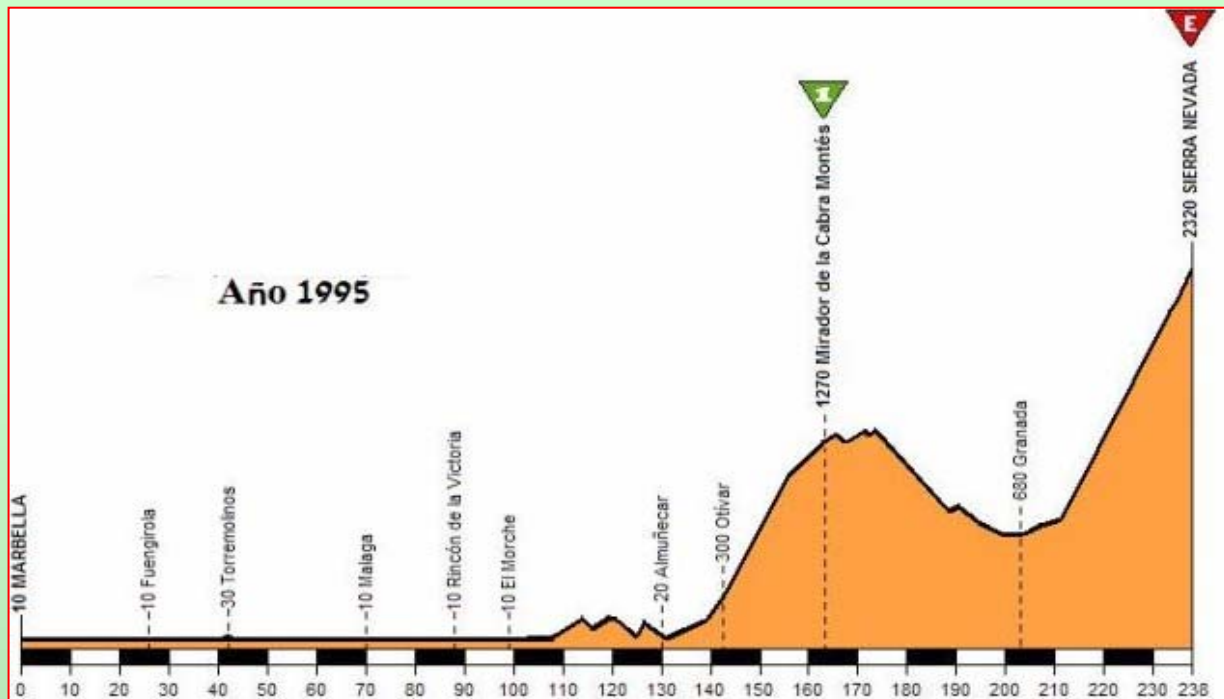 E
1
2320 SIERRA NEVADA
1270 Mirador de la Cabra Montés
Año 1995
10 MARBELLA
10 Fuengirola
30 Torremolnos
10 Malaga
10 Rincón de la Victoria
10 El Morche
20 Almuñecar
300 Otívar
680 Granada
0 10 20 30 40 50 60 70 80 90 100 110 120 130 140 150 160 170 180 190 200 210 220 238